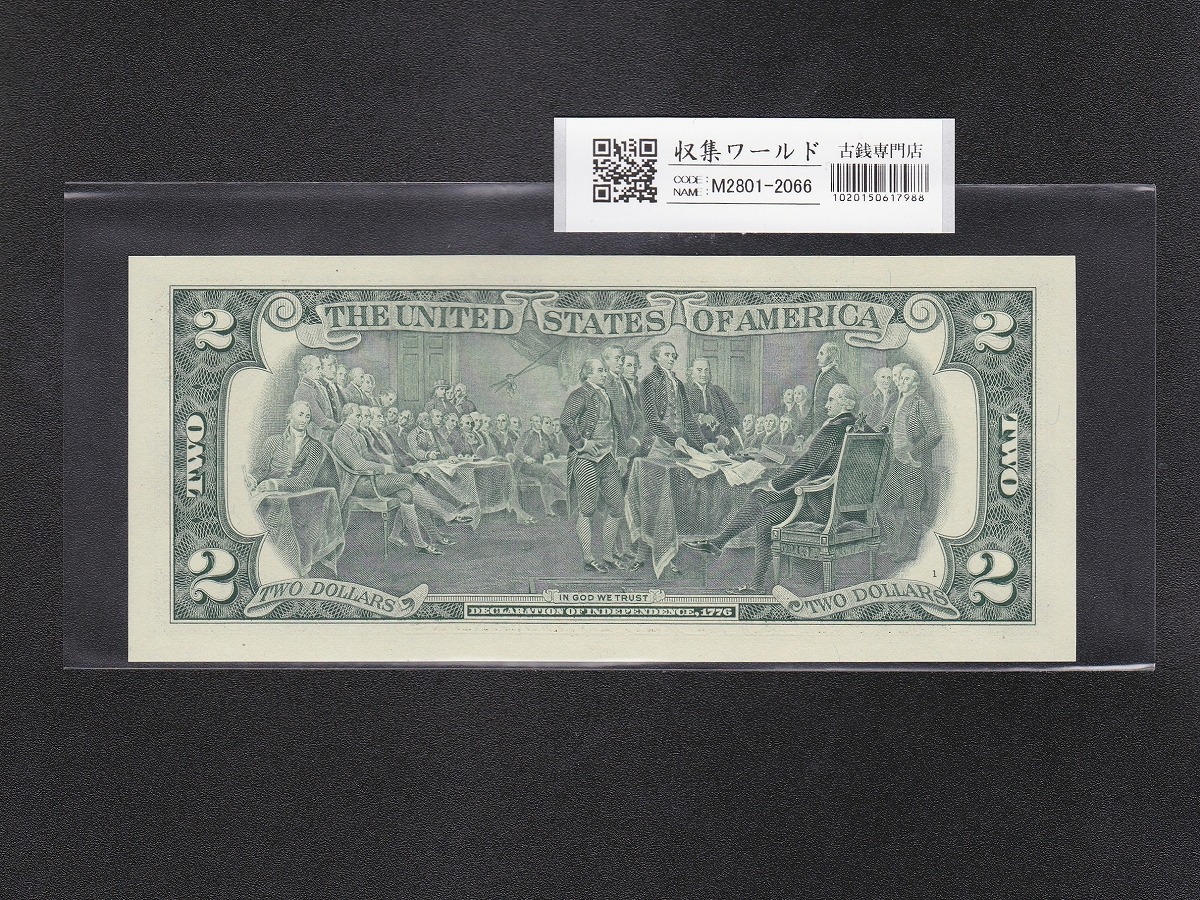 収集ワールド 古銭専門店
CODE:
NAME: M2801-2066
1020150617988
2 THE UNITED STATES OF AMERICA 2
TWO TWO
2 2
TWO DOLLARS TWO DOLLARS
1
IN GOD WE TRUST
DECLARATION OF INDEPENDENCE, 1776